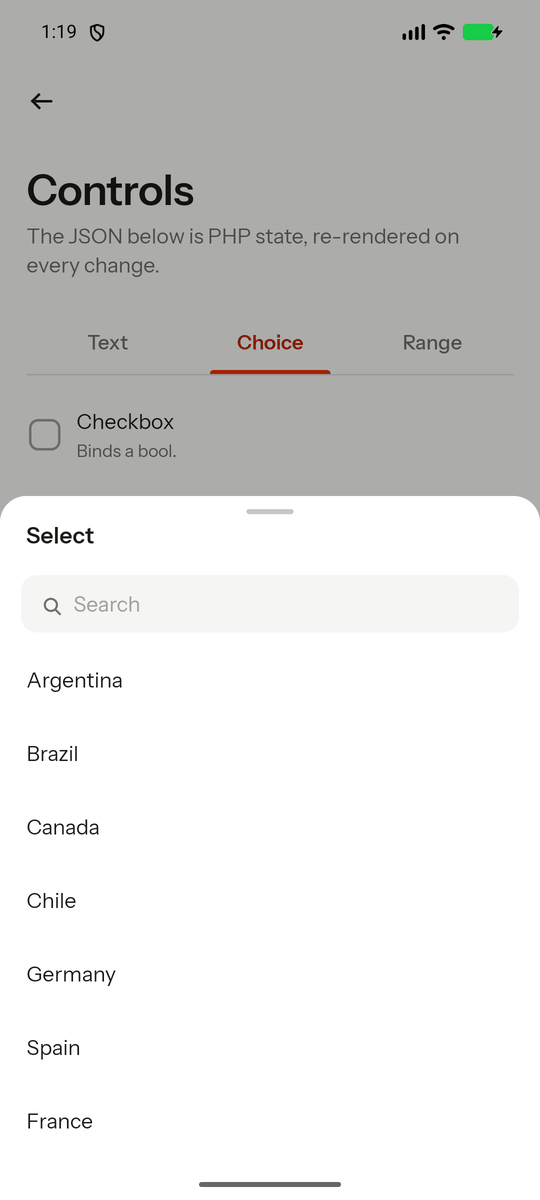 1:19
Controls
The JSON below is PHP state, re-rendered on
every change.
Text
Choice
Range
Checkbox
Binds a bool.
Select
Search
Argentina
Brazil
Canada
Chile
Germany
Spain
France